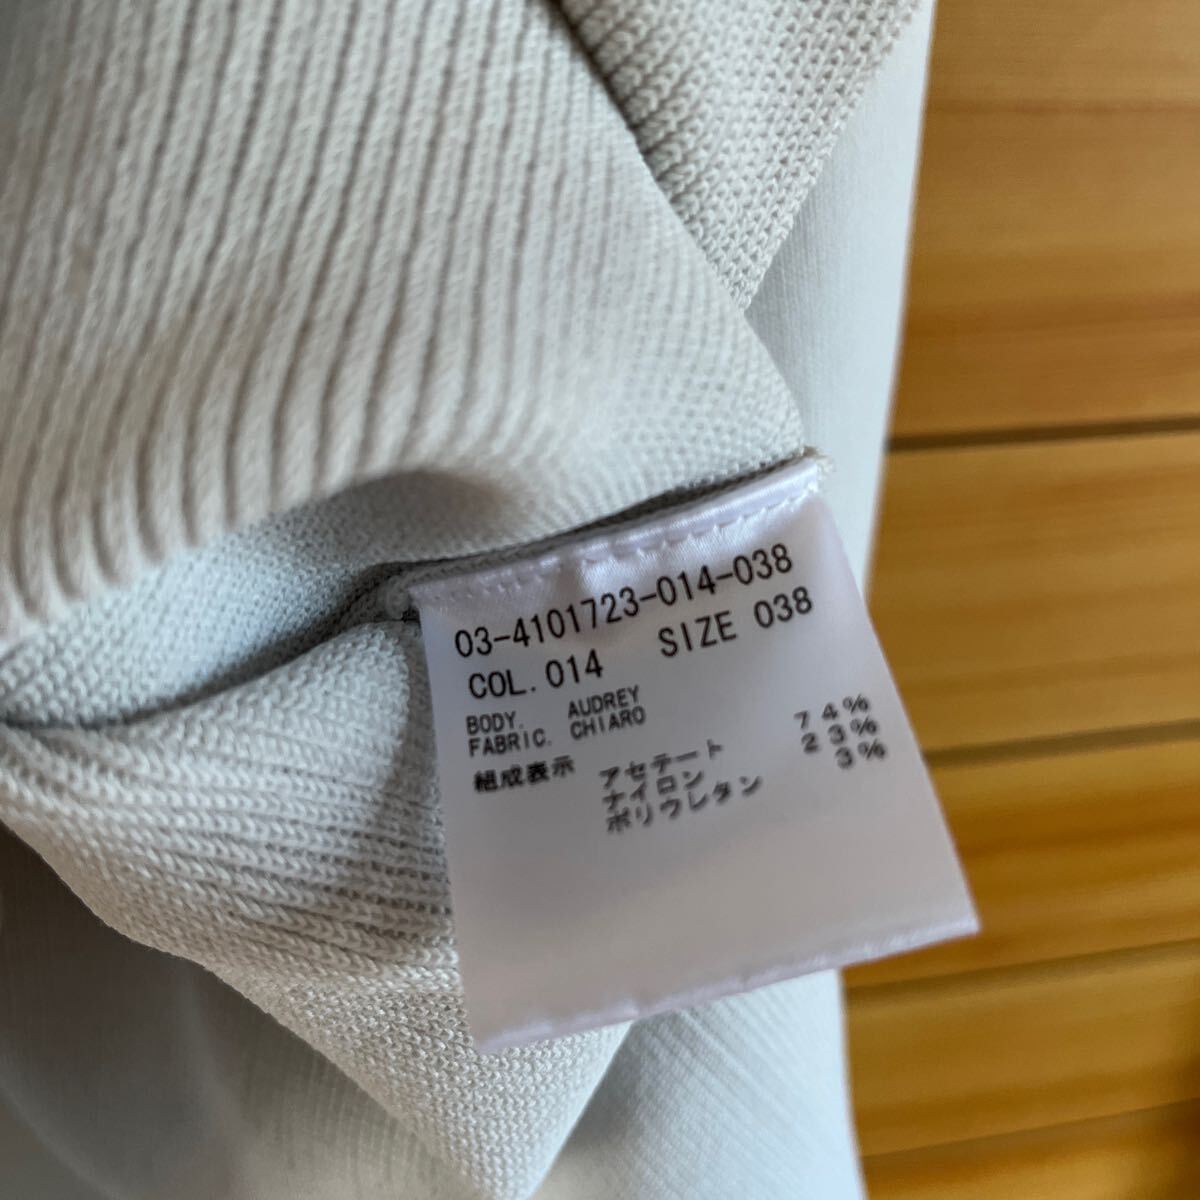 03-4101723-014-038
COL. 014 SIZE 038
BODY. AUDREY
FABRIC. CHIARO
組成表示 アセテート 74%
ナイロン 23%
ポリウレタン 3%